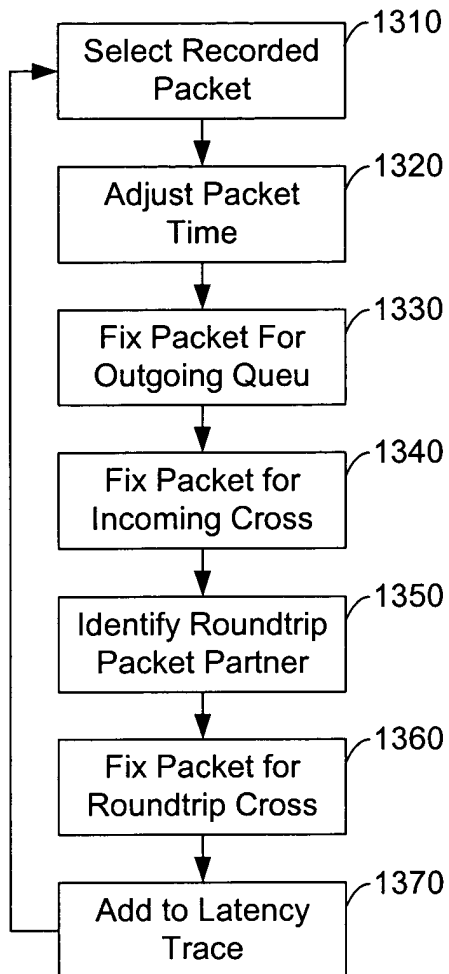 1310
Select Recorded
Packet
1320
Adjust Packet
Time
1330
Fix Packet For
Outgoing Queu
1340
Fix Packet for
Incoming Cross
1350
Identify Roundtrip
Packet Partner
1360
Fix Packet for
Roundtrip Cross
1370
Add to Latency
Trace